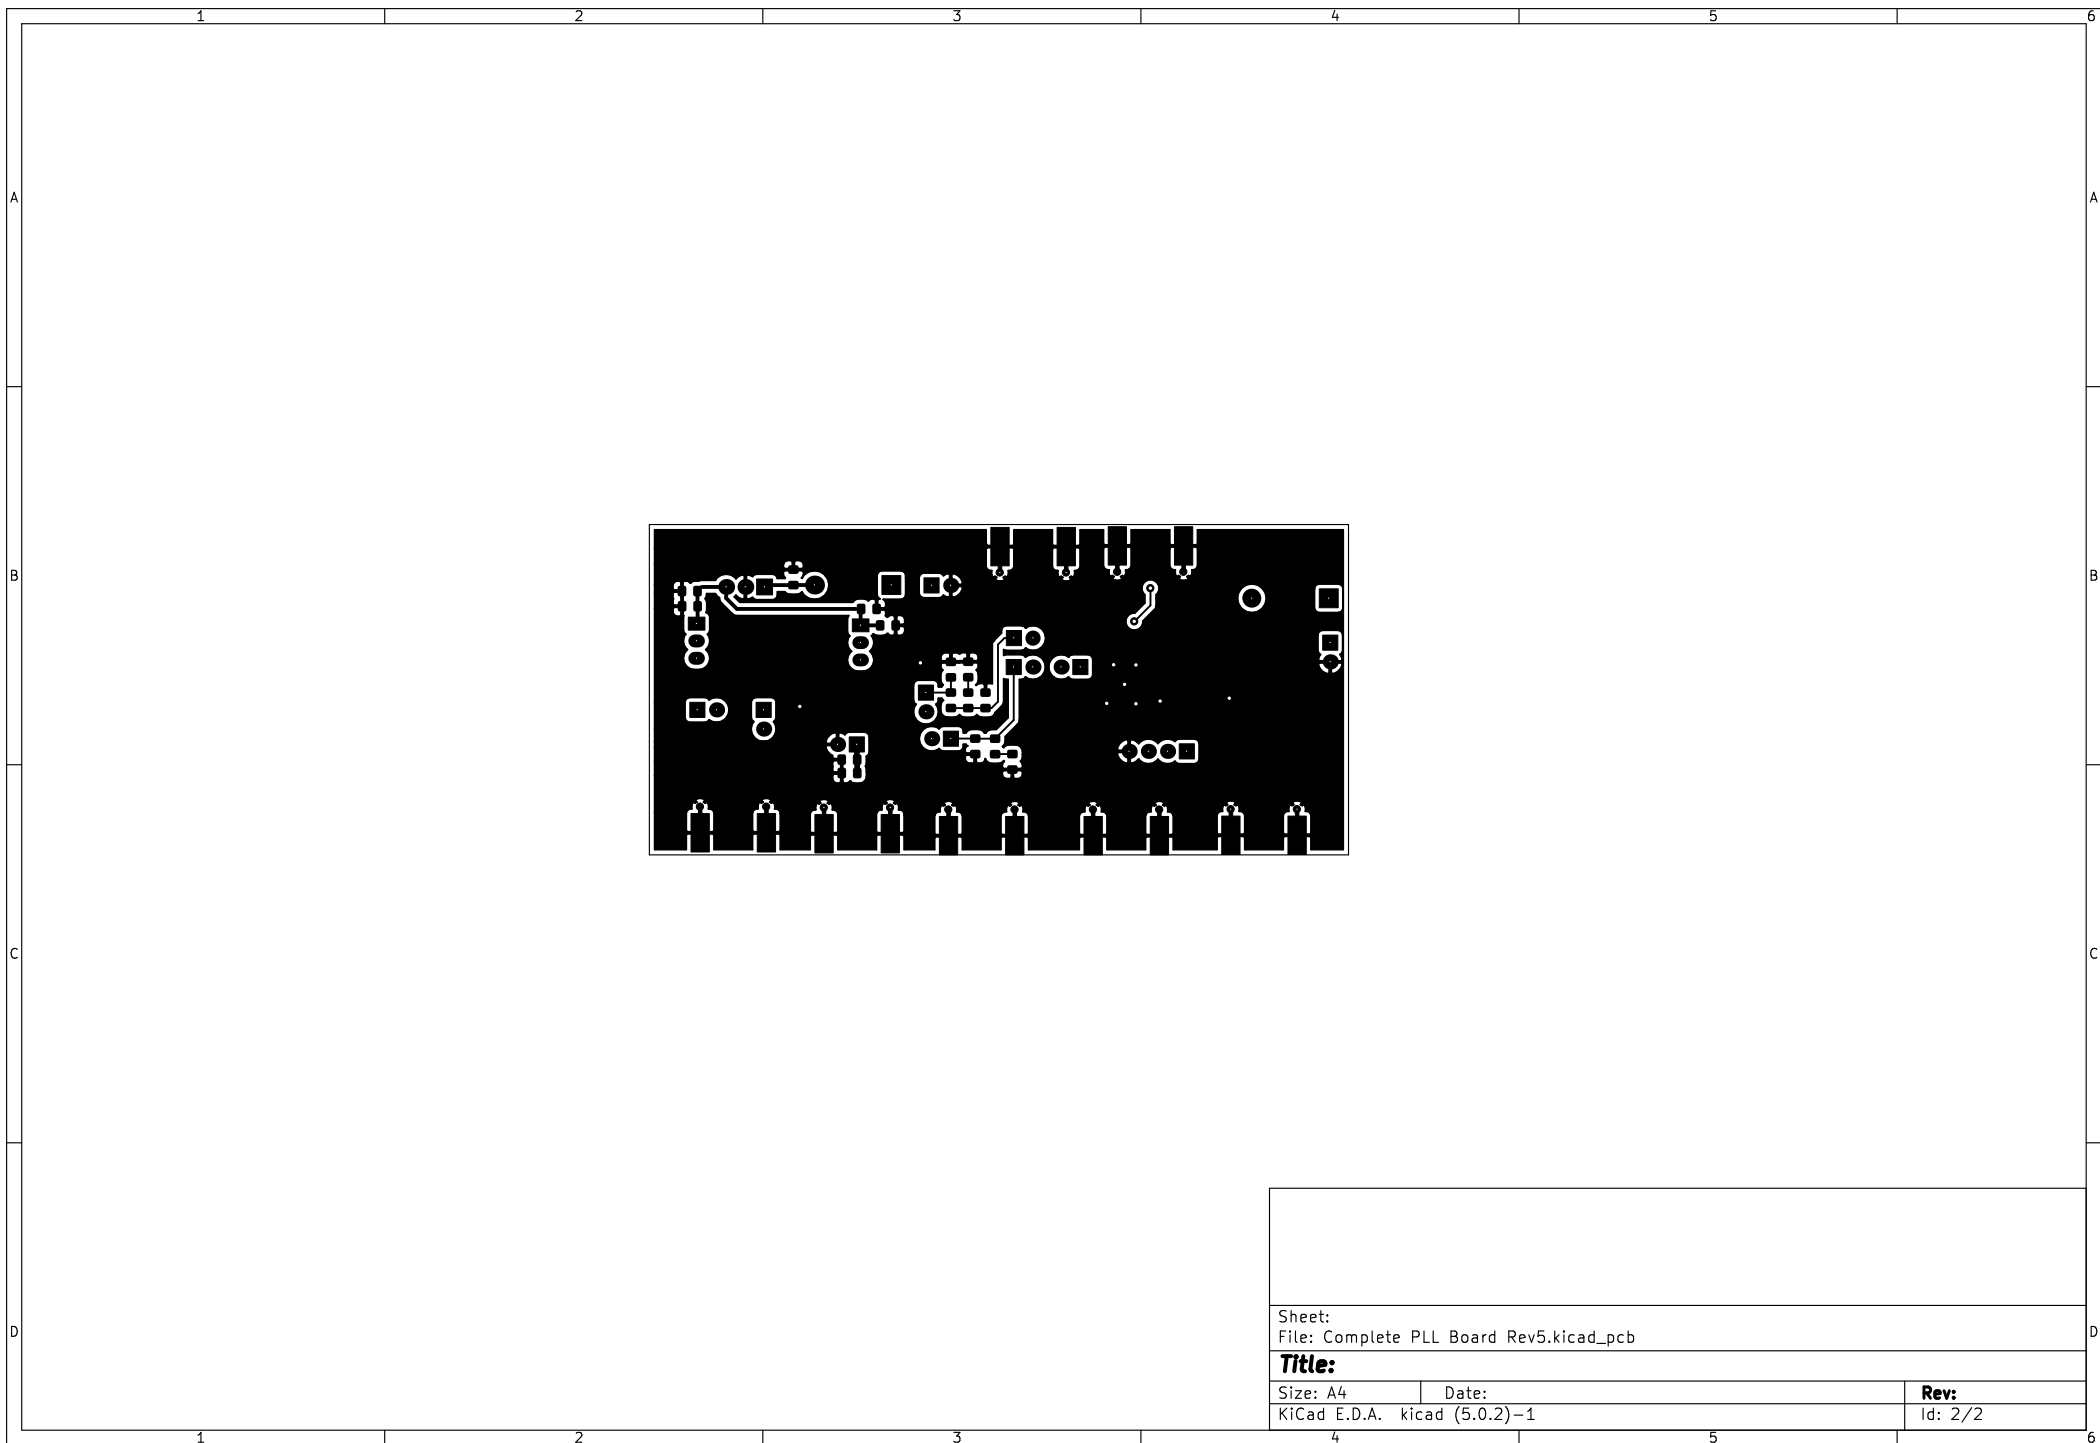 1 2 3 4 5 6
A A
B B
C C
Sheet:
File: Complete PLL Board Rev5.kicad_pcb
D D
Title:
Size: A4 Date: Rev:
KiCad E.D.A. kicad (5.0.2)-1 Id: 2/2
1 2 3 4 5 6